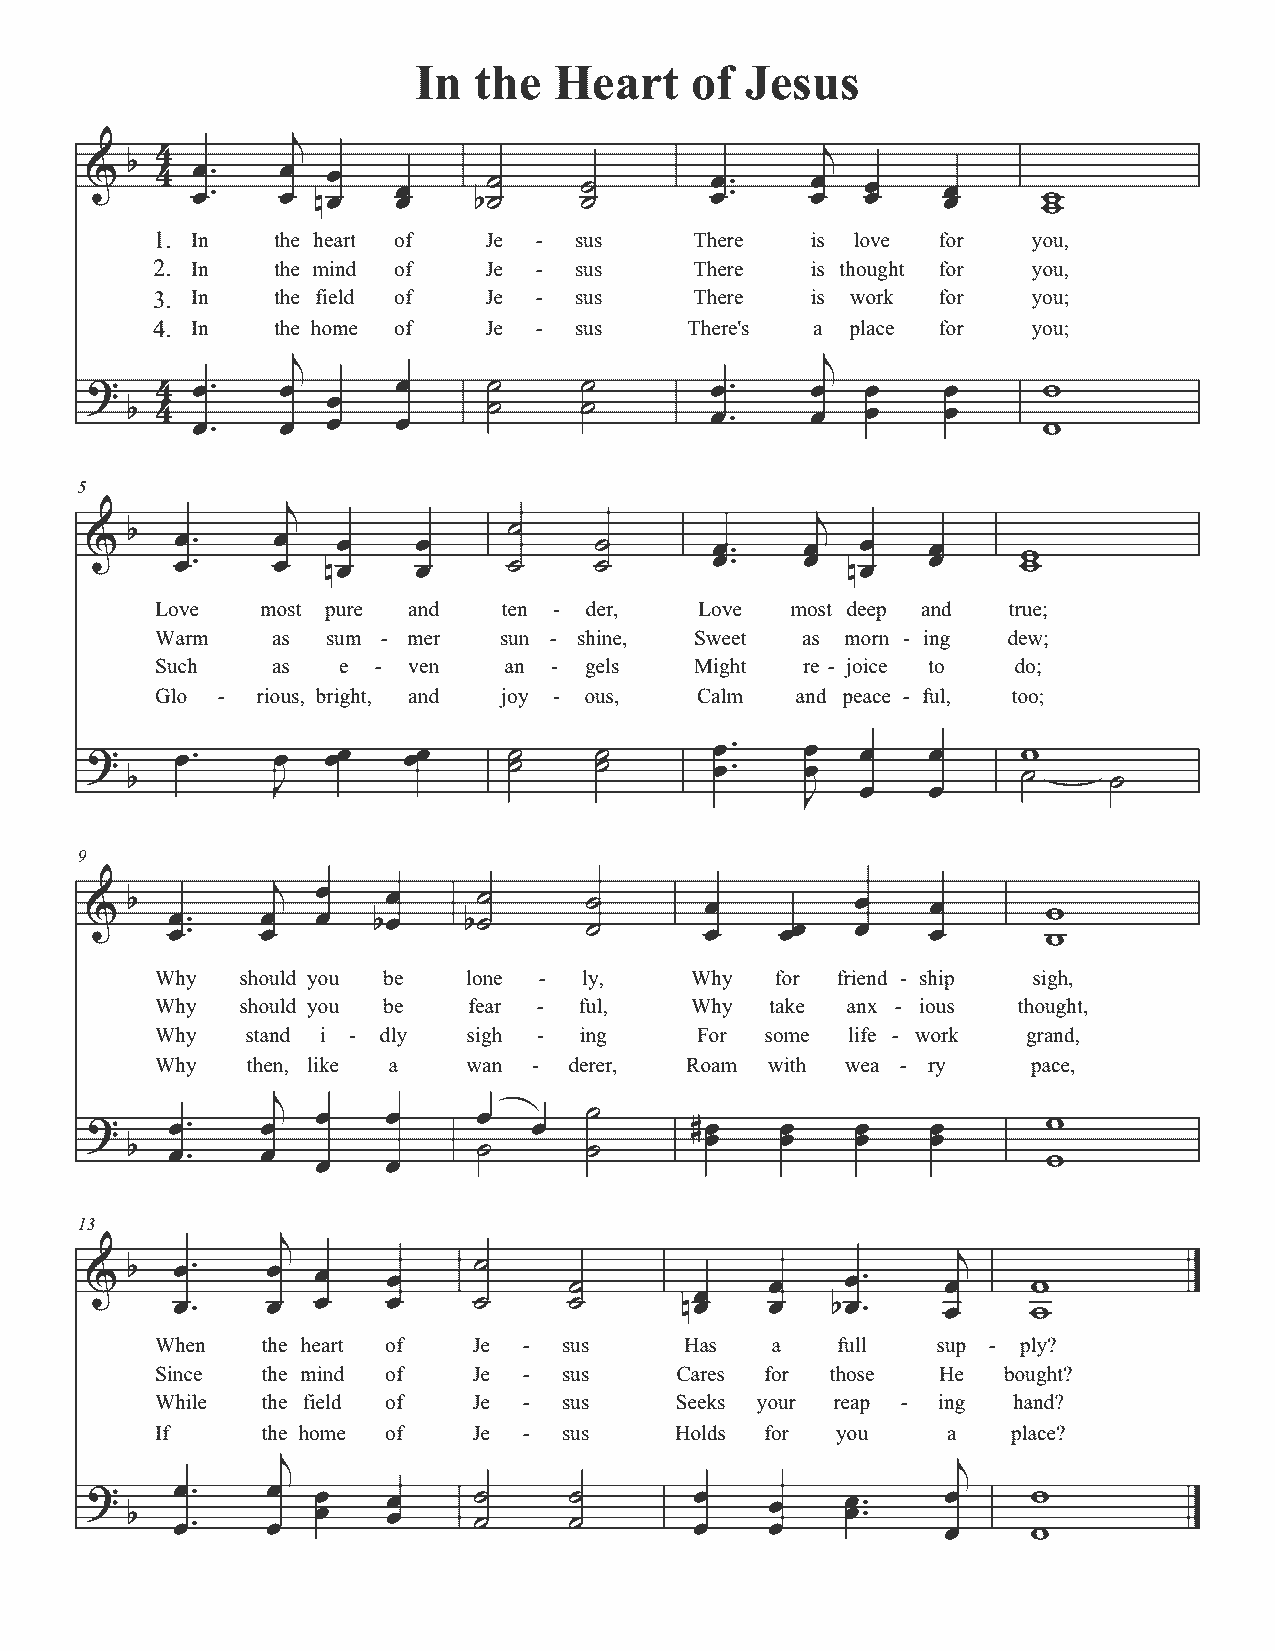 In the Heart of Jesus
1. In the heart of Je - sus There is love for you,
2. In the mind of Je - sus There is thought for you,
3. In the field of Je - sus There is work for you;
4. In the home of Je - sus There's a place for you;
5
Love most pure and ten - der, Love most deep and true;
Warm as sum - mer sun - shine, Sweet as morn - ing dew;
Such as e - ven an - gels Might re - joice to do;
Glo - rious, bright, and joy - ous, Calm and peace - ful, too;
9
Why should you be lone - ly, Why for friend - ship sigh,
Why should you be fear - ful, Why take anx - ious thought,
Why stand i - dly sigh - ing For some life - work grand,
Why then, like a wan - derer, Roam with wea - ry pace,
13
When the heart of Je - sus Has a full sup - ply?
Since the mind of Je - sus Cares for those He bought?
While the field of Je - sus Seeks your reap - ing hand?
If the home of Je - sus Holds for you a place?